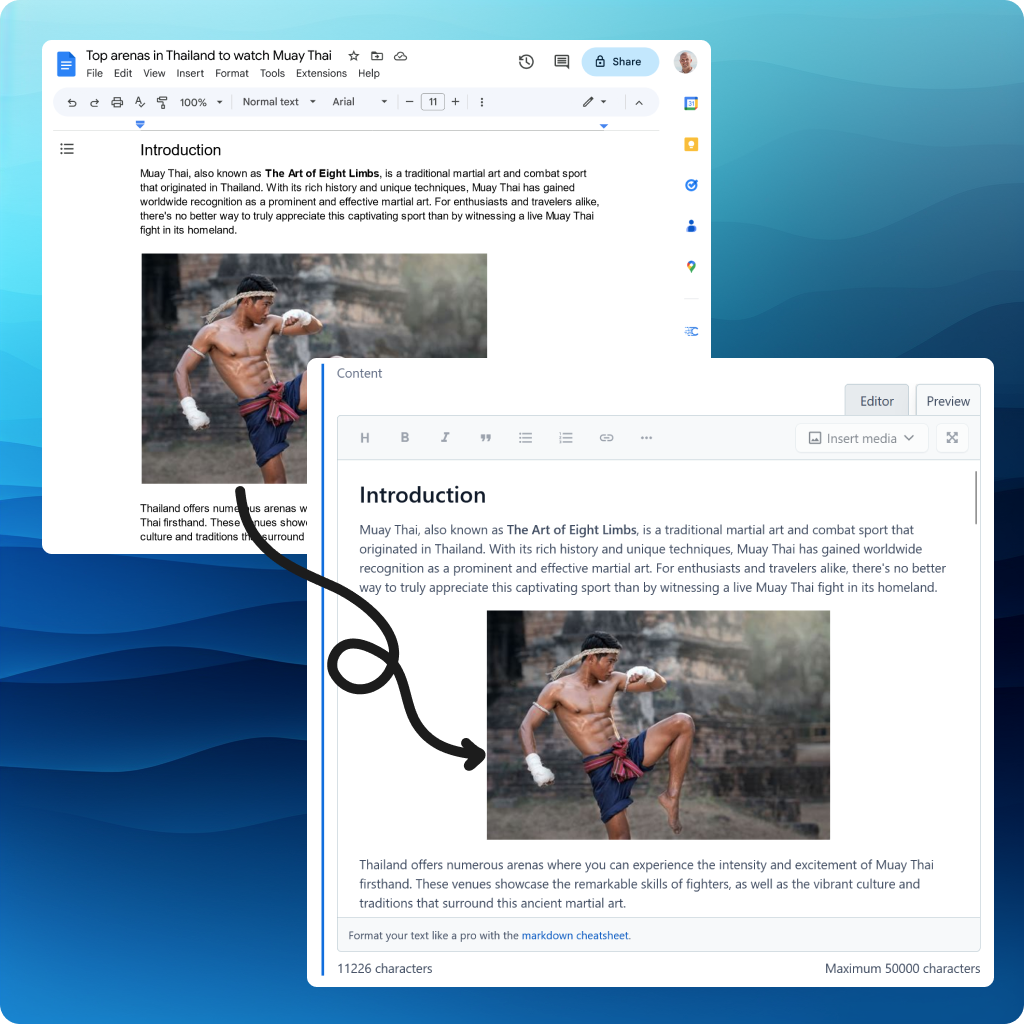 Top arenas in Thailand to watch Muay Thai
File Edit View Insert Format Tools Extensions Help
Share
100% Normal text Arial 11
31
Introduction
Muay Thai, also known as The Art of Eight Limbs, is a traditional martial art and combat sport
that originated in Thailand. With its rich history and unique techniques, Muay Thai has gained
worldwide recognition as a prominent and effective martial art. For enthusiasts and travelers alike,
there's no better way to truly appreciate this captivating sport than by witnessing a live Muay Thai
fight in its homeland.
Thailand offers numerous arenas w
Thai firsthand. These venues showc
culture and traditions that surround
Content
Editor Preview
H B I Insert media
Introduction
Muay Thai, also known as The Art of Eight Limbs, is a traditional martial art and combat sport that
originated in Thailand. With its rich history and unique techniques, Muay Thai has gained worldwide
recognition as a prominent and effective martial art. For enthusiasts and travelers alike, there's no better
way to truly appreciate this captivating sport than by witnessing a live Muay Thai fight in its homeland.
Thailand offers numerous arenas where you can experience the intensity and excitement of Muay Thai
firsthand. These venues showcase the remarkable skills of fighters, as well as the vibrant culture and
traditions that surround this ancient martial art.
Format your text like a pro with the markdown cheatsheet.
11226 characters Maximum 50000 characters